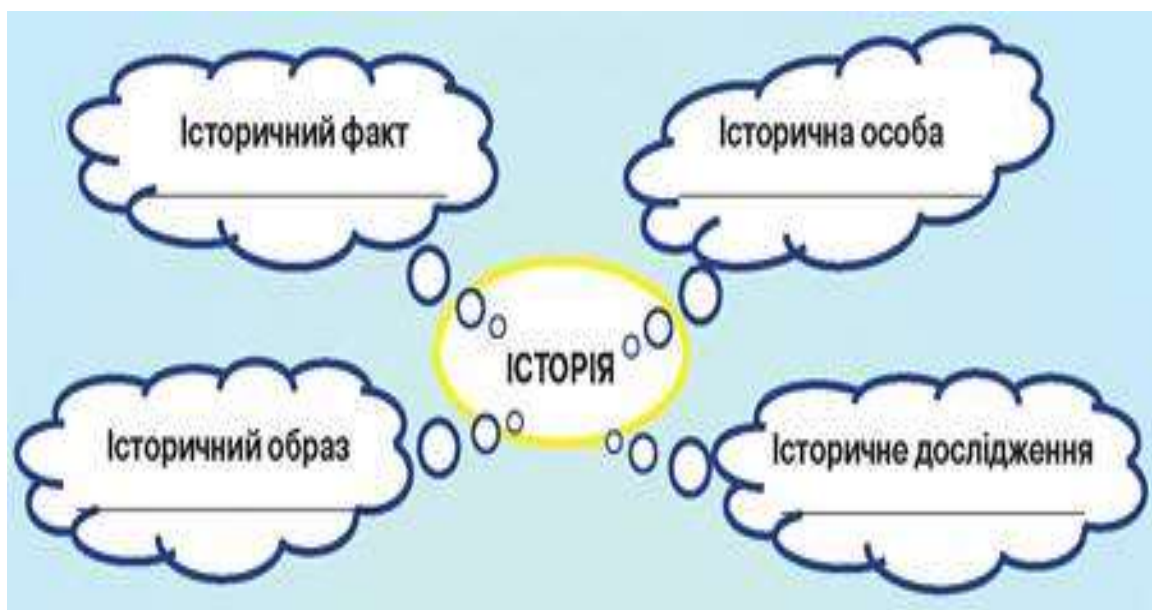 Історичний факт
Історична особа
ІСТОРІЯ
Історичний образ
Історичне дослідження